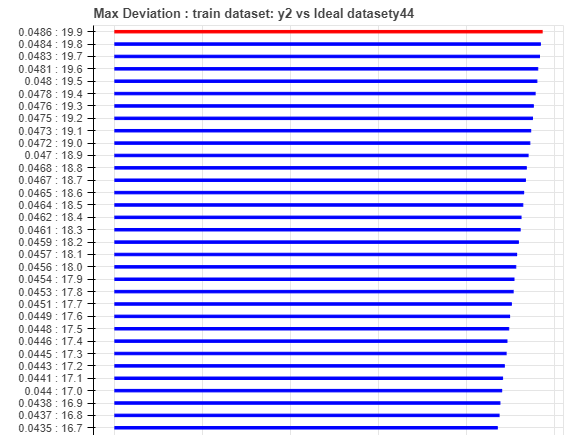 Max Deviation : train dataset: y2 vs Ideal datasety44
0.0486 : 19.9
0.0484 : 19.8
0.0483 : 19.7
0.0481 : 19.6
0.048 : 19.5
0.0478 : 19.4
0.0476 : 19.3
0.0475 : 19.2
0.0473 : 19.1
0.0472 : 19.0
0.047 : 18.9
0.0468 : 18.8
0.0467 : 18.7
0.0465 : 18.6
0.0464 : 18.5
0.0462 : 18.4
0.0461 : 18.3
0.0459 : 18.2
0.0457 : 18.1
0.0456 : 18.0
0.0454 : 17.9
0.0453 : 17.8
0.0451 : 17.7
0.0449 : 17.6
0.0448 : 17.5
0.0446 : 17.4
0.0445 : 17.3
0.0443 : 17.2
0.0441 : 17.1
0.044 : 17.0
0.0438 : 16.9
0.0437 : 16.8
0.0435 : 16.7